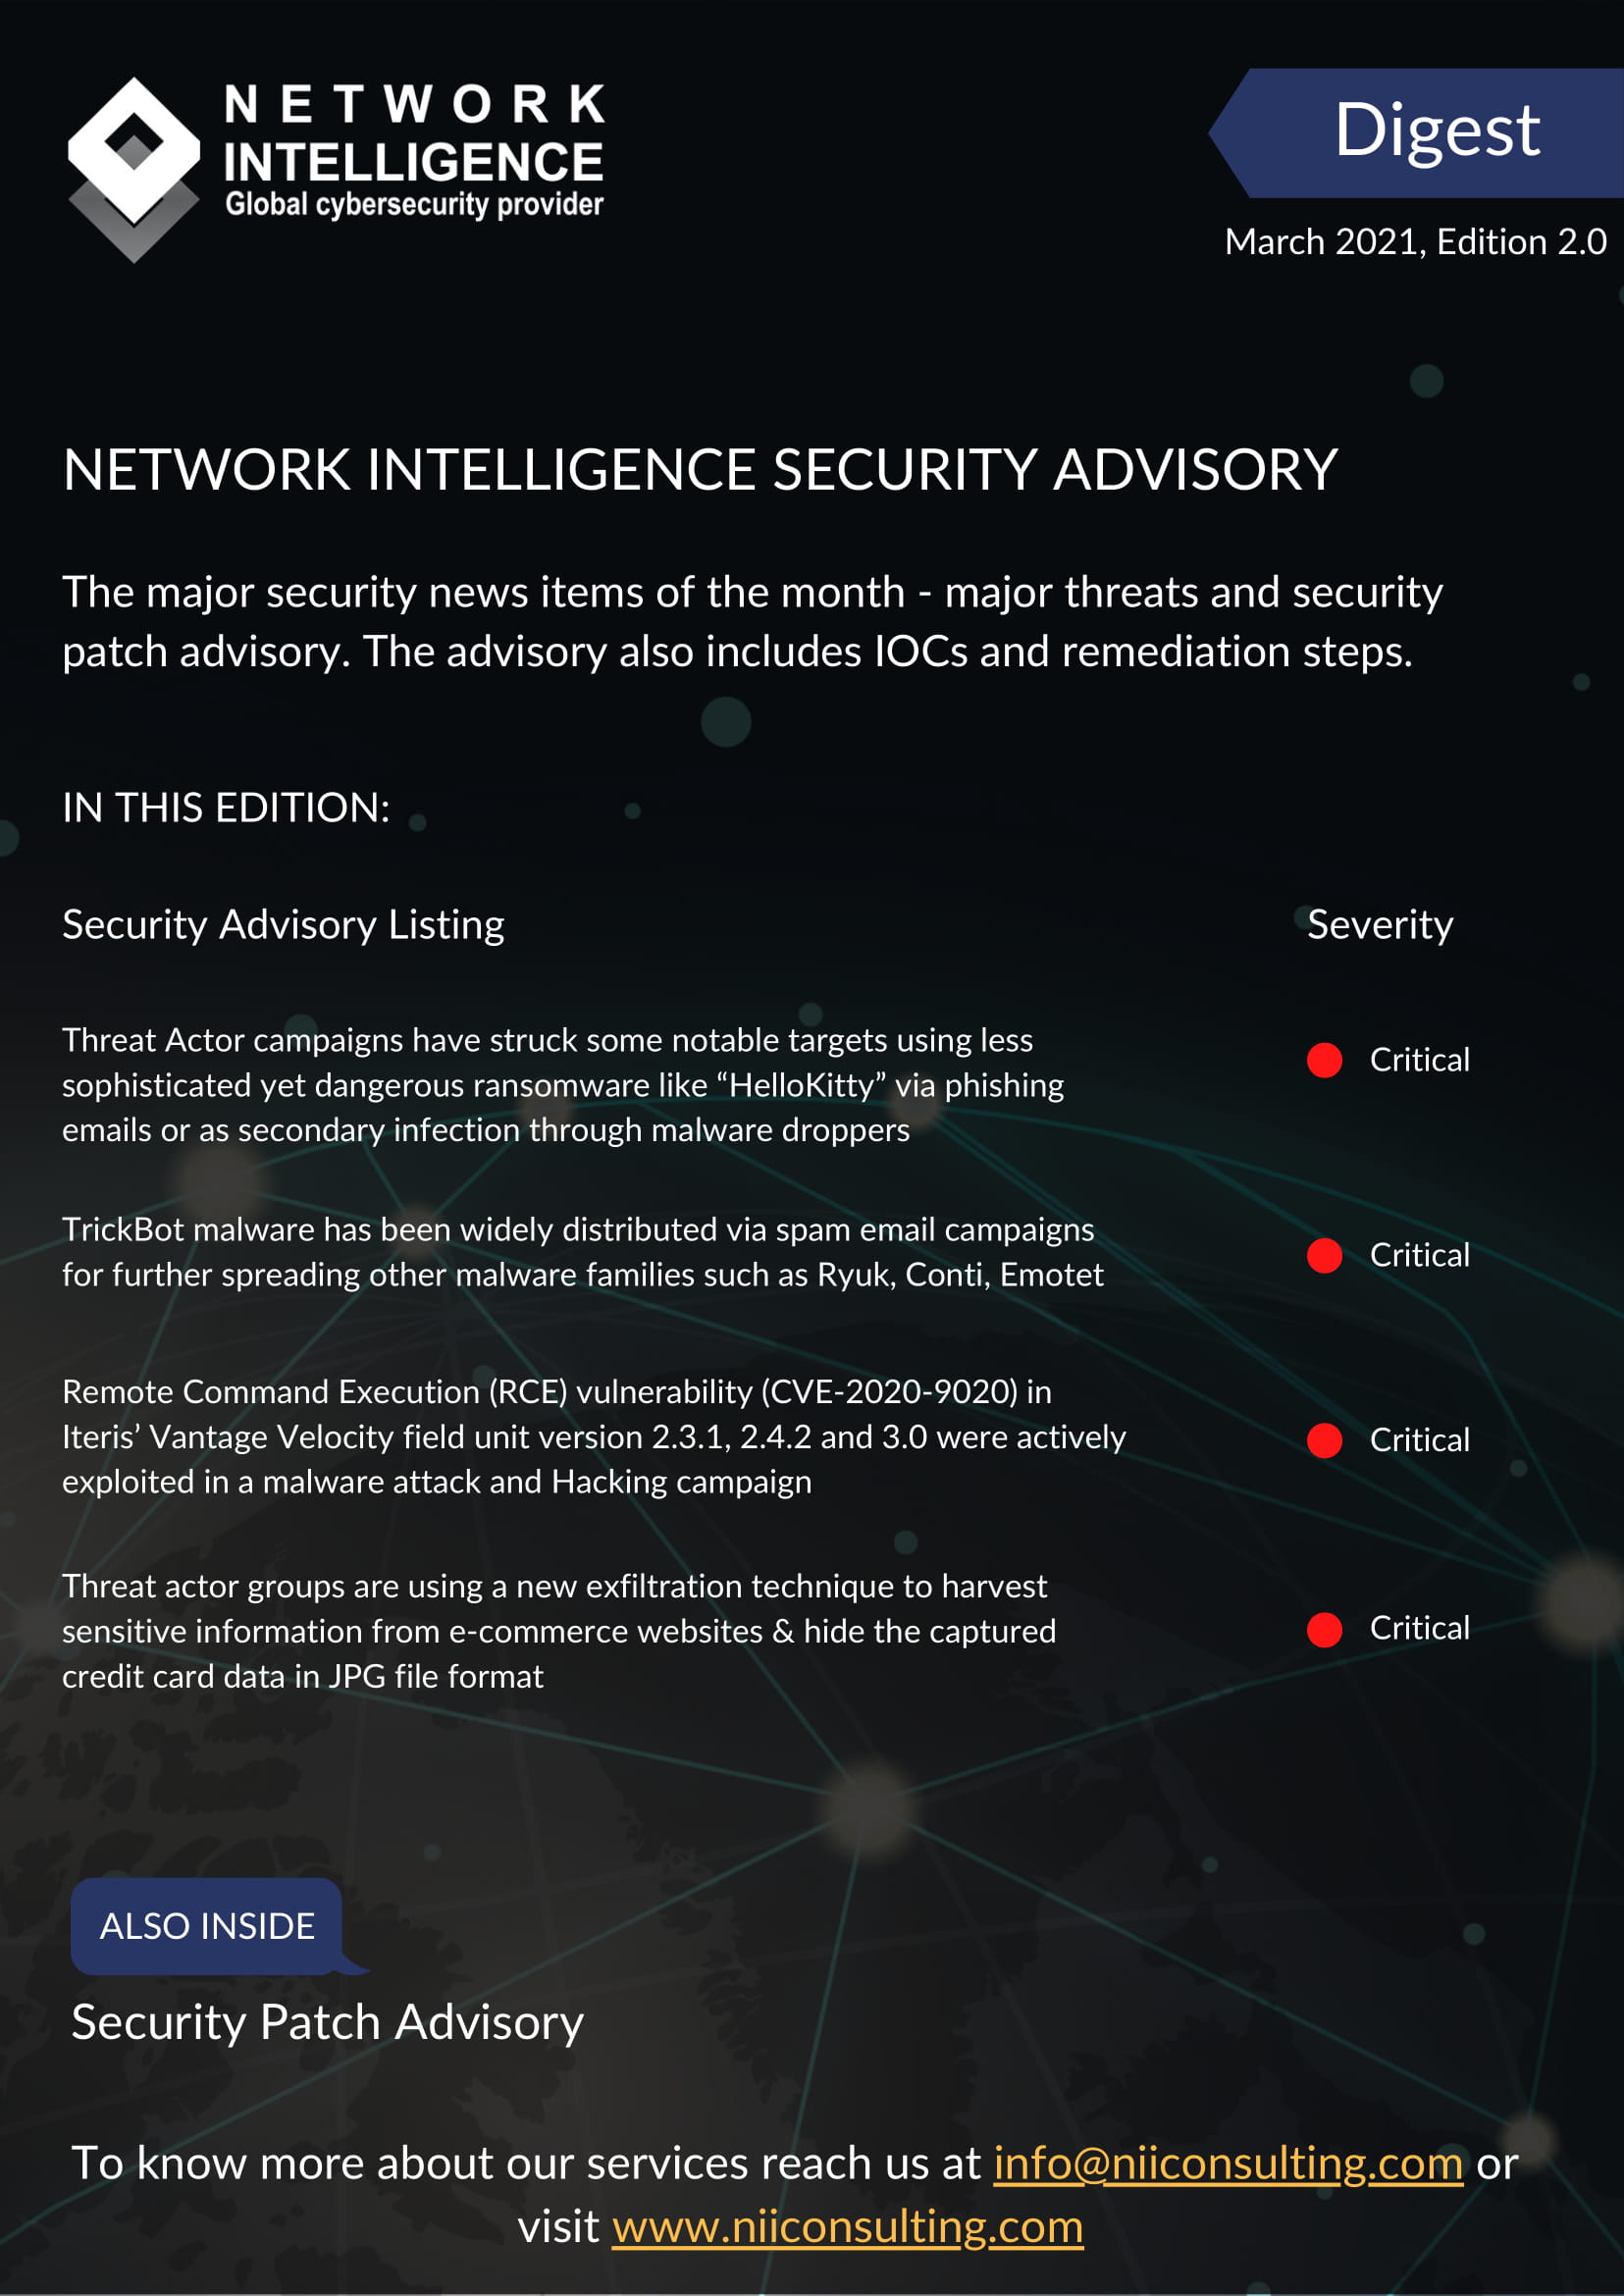 NETWORK
INTELLIGENCE
Global cybersecurity provider
Digest
March 2021, Edition 2.0
NETWORK INTELLIGENCE SECURITY ADVISORY
The major security news items of the month - major threats and security
patch advisory. The advisory also includes IOCs and remediation steps.
IN THIS EDITION:
Security Advisory Listing
Severity
Threat Actor campaigns have struck some notable targets using less
sophisticated yet dangerous ransomware like “HelloKitty” via phishing
emails or as secondary infection through malware droppers
Critical
TrickBot malware has been widely distributed via spam email campaigns
for further spreading other malware families such as Ryuk, Conti, Emotet
Critical
Remote Command Execution (RCE) vulnerability (CVE-2020-9020) in
Iteris’ Vantage Velocity field unit version 2.3.1, 2.4.2 and 3.0 were actively
exploited in a malware attack and Hacking campaign
Critical
Threat actor groups are using a new exfiltration technique to harvest
sensitive information from e-commerce websites & hide the captured
credit card data in JPG file format
Critical
ALSO INSIDE
Security Patch Advisory
To know more about our services reach us at info@niiconsulting.com or
visit www.niiconsulting.com